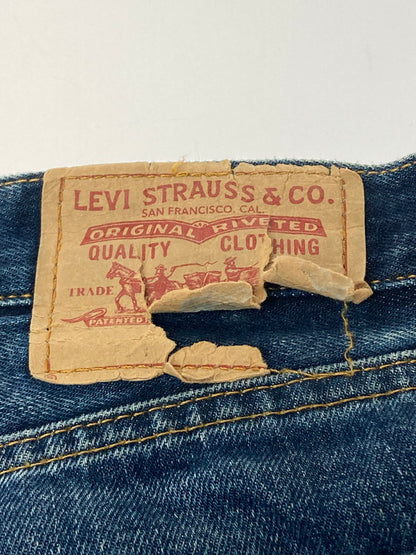 LEVI STRAUSS & CO.
SAN FRANCISCO, CAL.
ORIGINAL RIVETED
QUALITY CLOTHING
TRADE
PATENTED